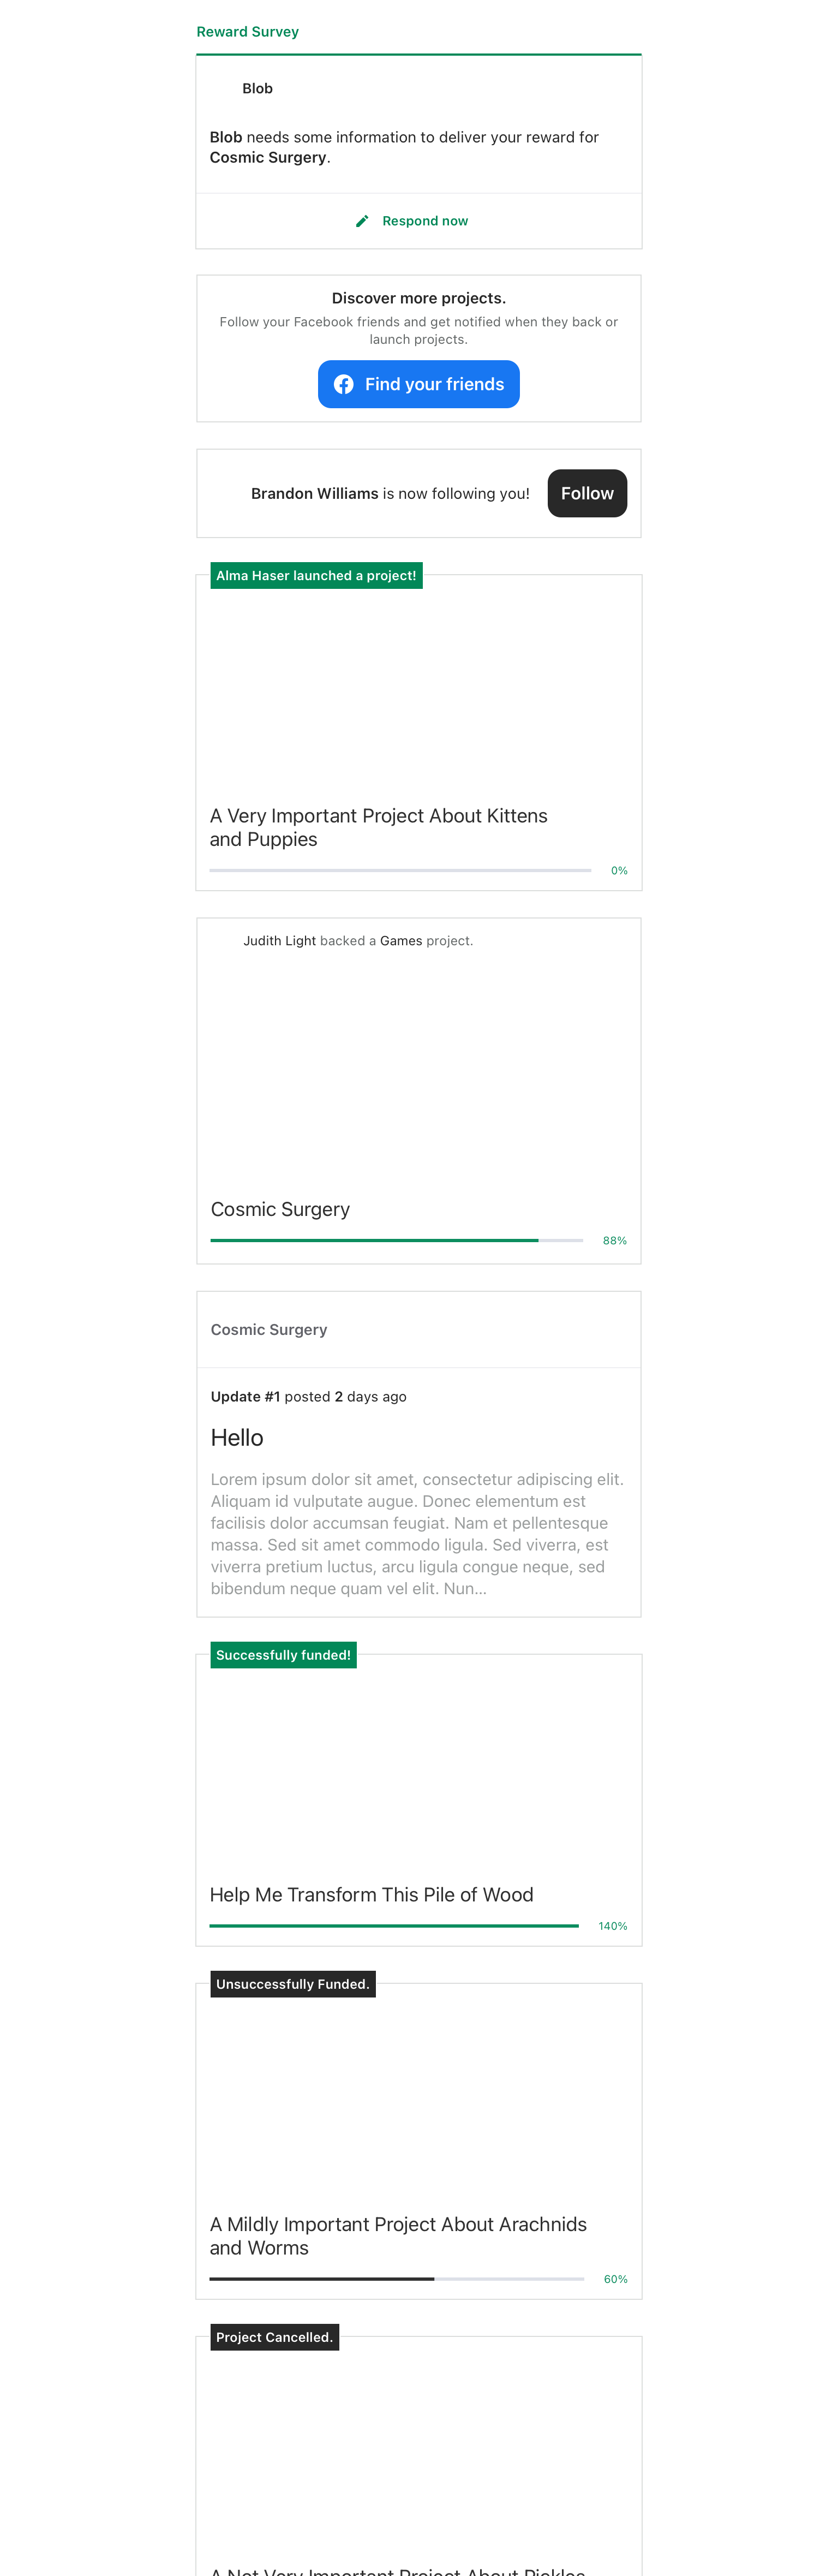 Reward Survey
Blob
Blob needs some information to deliver your reward for
Cosmic Surgery.
Respond now
Discover more projects.
Follow your Facebook friends and get notified when they back or
launch projects.
Find your friends
Brandon Williams is now following you!
Follow
Alma Haser launched a project!
A Very Important Project About Kittens
and Puppies
0%
Judith Light backed a Games project.
Cosmic Surgery
88%
Cosmic Surgery
Update #1 posted 2 days ago
Hello
Lorem ipsum dolor sit amet, consectetur adipiscing elit.
Aliquam id vulputate augue. Donec elementum est
facilisis dolor accumsan feugiat. Nam et pellentesque
massa. Sed sit amet commodo ligula. Sed viverra, est
viverra pretium luctus, arcu ligula congue neque, sed
bibendum neque quam vel elit. Nun...
Successfully funded!
Help Me Transform This Pile of Wood
140%
Unsuccessfully Funded.
A Mildly Important Project About Arachnids
and Worms
60%
Project Cancelled.
A Not Very Important Project About Pickles